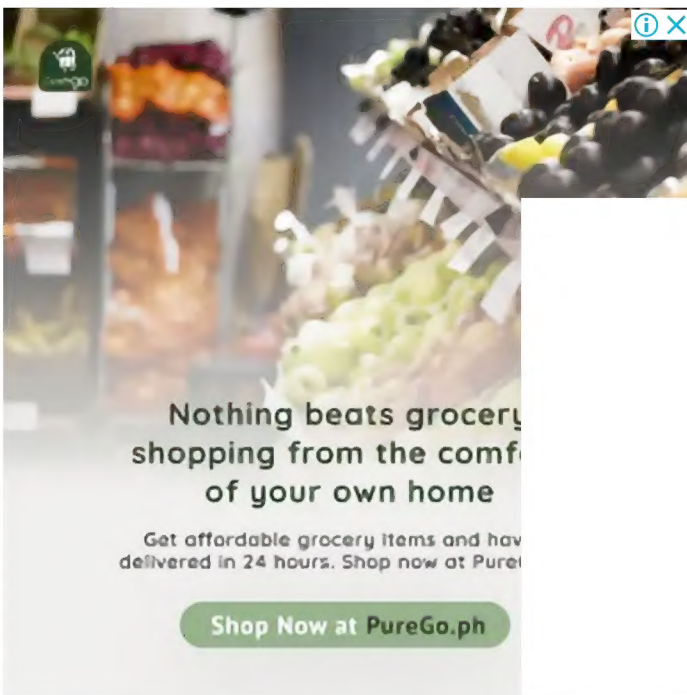 Nothing beats grocery
shopping from the comf
of your own home
Get affordable grocery items and hav
delivered in 24 hours. Shop now at Pure
Shop Now at PureGo.ph